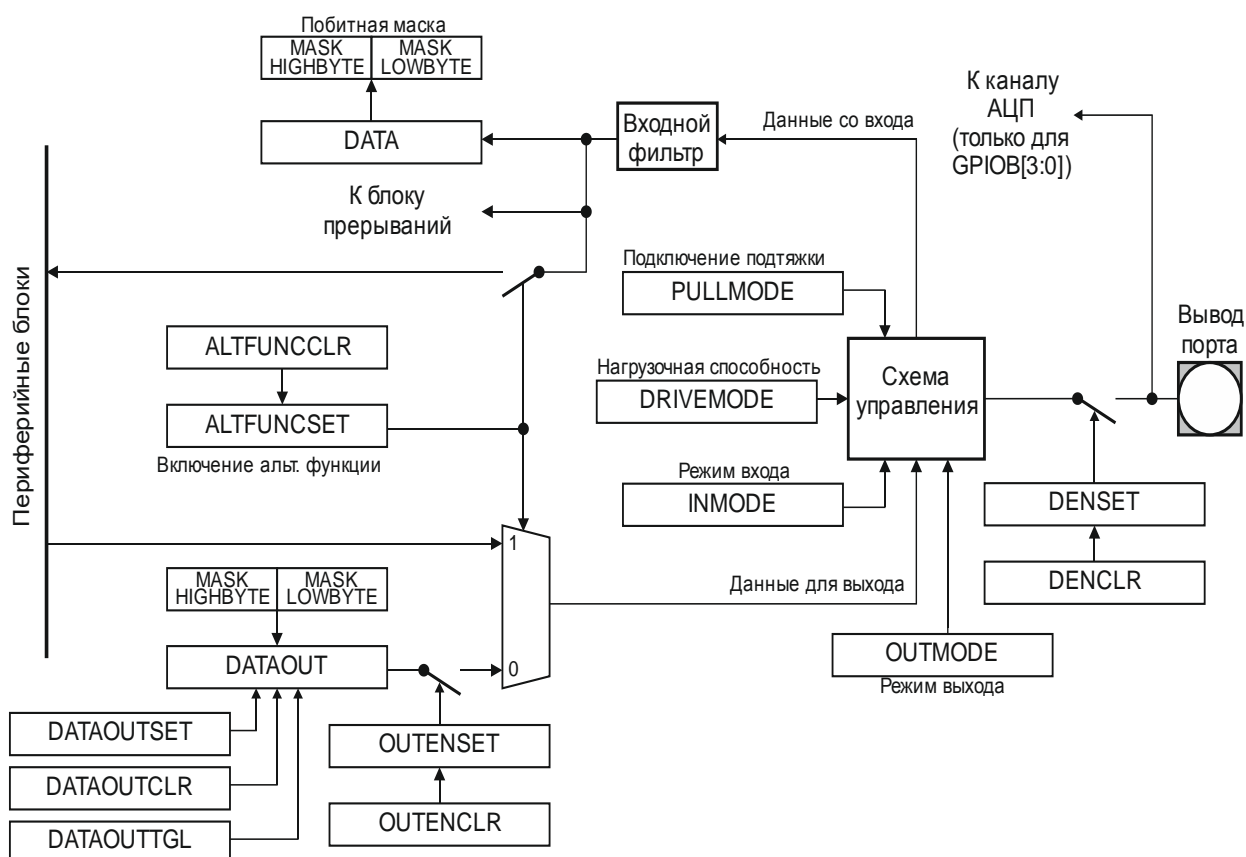 Побитная маска
MASK
HIGHBYTE
MASK
LOWBYTE
DATA
Входной
фильтр
Данные со входа
К каналу
АЦП
(только для
GPIOB[3:0])
К блоку
прерываний
Подключение подтяжки
PULLMODE
Периферийные блоки
ALTFUNCCLR
ALTFUNCSET
Включение альт. функции
Нагрузочная способность
DRIVEMODE
Схема
управления
Вывод
порта
Режим входа
INMODE
DENSET
DENCLR
1
0
MASK
HIGHBYTE
MASK
LOWBYTE
Данные для выхода
DATAOUT
OUTMODE
Режим выхода
DATAOUTSET
DATAOUTCLR
DATAOUTTGL
OUTENSET
OUTENCLR